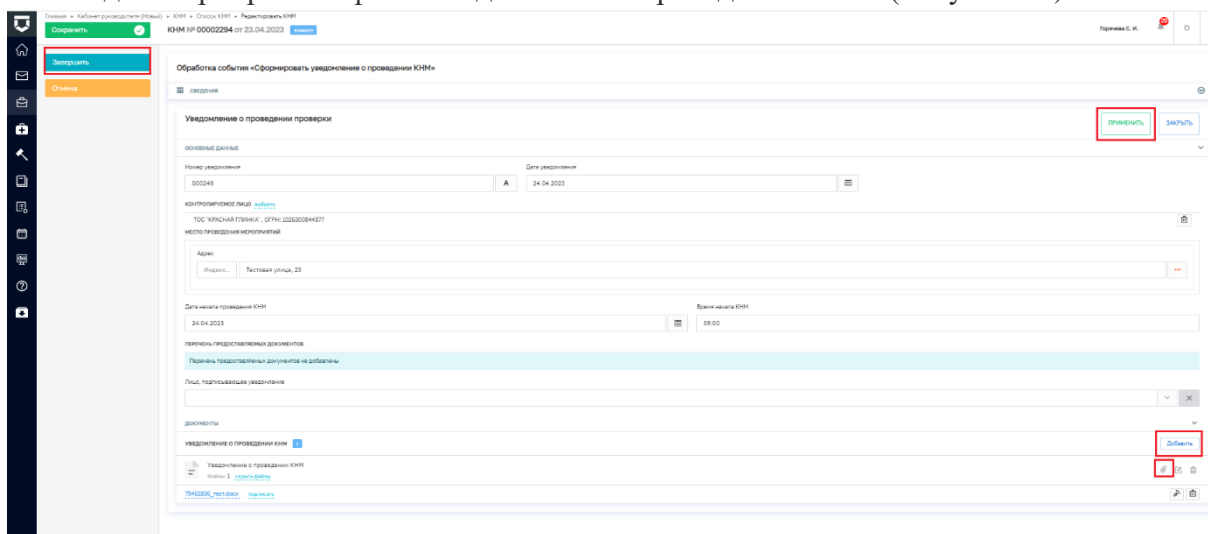 Главная ▸ Кабинет руководителя (Новый) ▸ КНМ ▸ Список КНМ ▸ Редактировать КНМ
Сохранить
КНМ № 00002294 от 23.04.2023
Горячева С. И.
20
Завершить
Отмена
Обработка события «Сформировать уведомление о проведении КНМ»
СВЕДЕНИЯ
Уведомление о проведении проверки
ПРИМЕНИТЬ
ЗАКРЫТЬ
ОСНОВНЫЕ ДАННЫЕ
Номер уведомления
Дата уведомления
000249
А
24.04.2023
КОНТРОЛИРУЕМОЕ ЛИЦО выбрать
ТОС "КРАСНАЯ ГЛИНКА", ОГРН: 1026300844877
МЕСТО ПРОВЕДЕНИЯ МЕРОПРИЯТИЙ
Адрес
Индекс... Тестовая улица, 23
Дата начала проведения КНМ
Время начала КНМ
24.04.2023
09:00
ПЕРЕЧЕНЬ ПРЕДОСТАВЛЯЕМЫХ ДОКУМЕНТОВ
Перечень предоставляемых документов не добавлены
Лицо, подписывающее уведомление
ДОКУМЕНТЫ
УВЕДОМЛЕНИЕ О ПРОВЕДЕНИИ КНМ 1
Добавить
Уведомление о проведении КНМ
Файлы: 1 скрыть файлы
75461830_тест.docx подписать